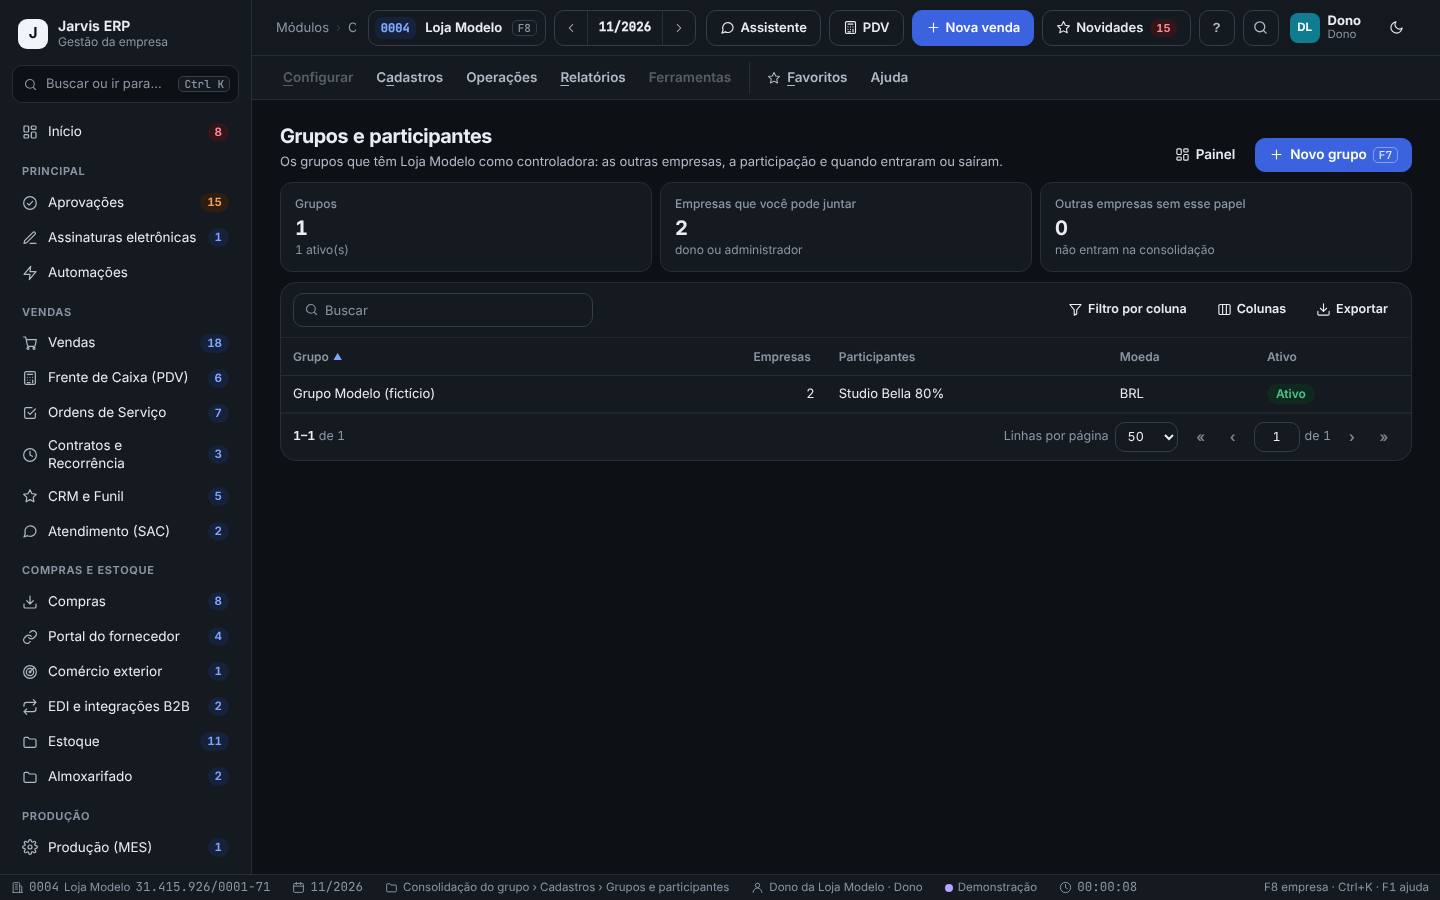 J
Jarvis ERP
Gestão da empresa
Buscar ou ir para... Ctrl K
Início 8
PRINCIPAL
Aprovações 15
Assinaturas eletrônicas 1
Automações
VENDAS
Vendas 18
Frente de Caixa (PDV) 6
Ordens de Serviço 7
Contratos e
Recorrência 3
CRM e Funil 5
Atendimento (SAC) 2
COMPRAS E ESTOQUE
Compras 8
Portal do fornecedor 4
Comércio exterior 1
EDI e integrações B2B 2
Estoque 11
Almoxarifado 2
PRODUÇÃO
Produção (MES) 1
Módulos › C 0004 Loja Modelo F8 ‹ 11/2026 › Assistente PDV + Nova venda Novidades 15 ? DL Dono
Dono
Configurar Cadastros Operações Relatórios Ferramentas Favoritos Ajuda
Grupos e participantes
Os grupos que têm Loja Modelo como controladora: as outras empresas, a participação e quando entraram ou saíram.
Painel + Novo grupo F7
Grupos
1
1 ativo(s)
Empresas que você pode juntar
2
dono ou administrador
Outras empresas sem esse papel
0
não entram na consolidação
Buscar Filtro por coluna Colunas Exportar
Grupo ▲ Empresas Participantes Moeda Ativo
Grupo Modelo (fictício) 2 Studio Bella 80% BRL Ativo
1–1 de 1 Linhas por página 50 « ‹ 1 de 1 › »
0004 Loja Modelo 31.415.926/0001-71 11/2026 Consolidação do grupo › Cadastros › Grupos e participantes Dono da Loja Modelo · Dono Demonstração 00:00:08 F8 empresa · Ctrl+K · F1 ajuda